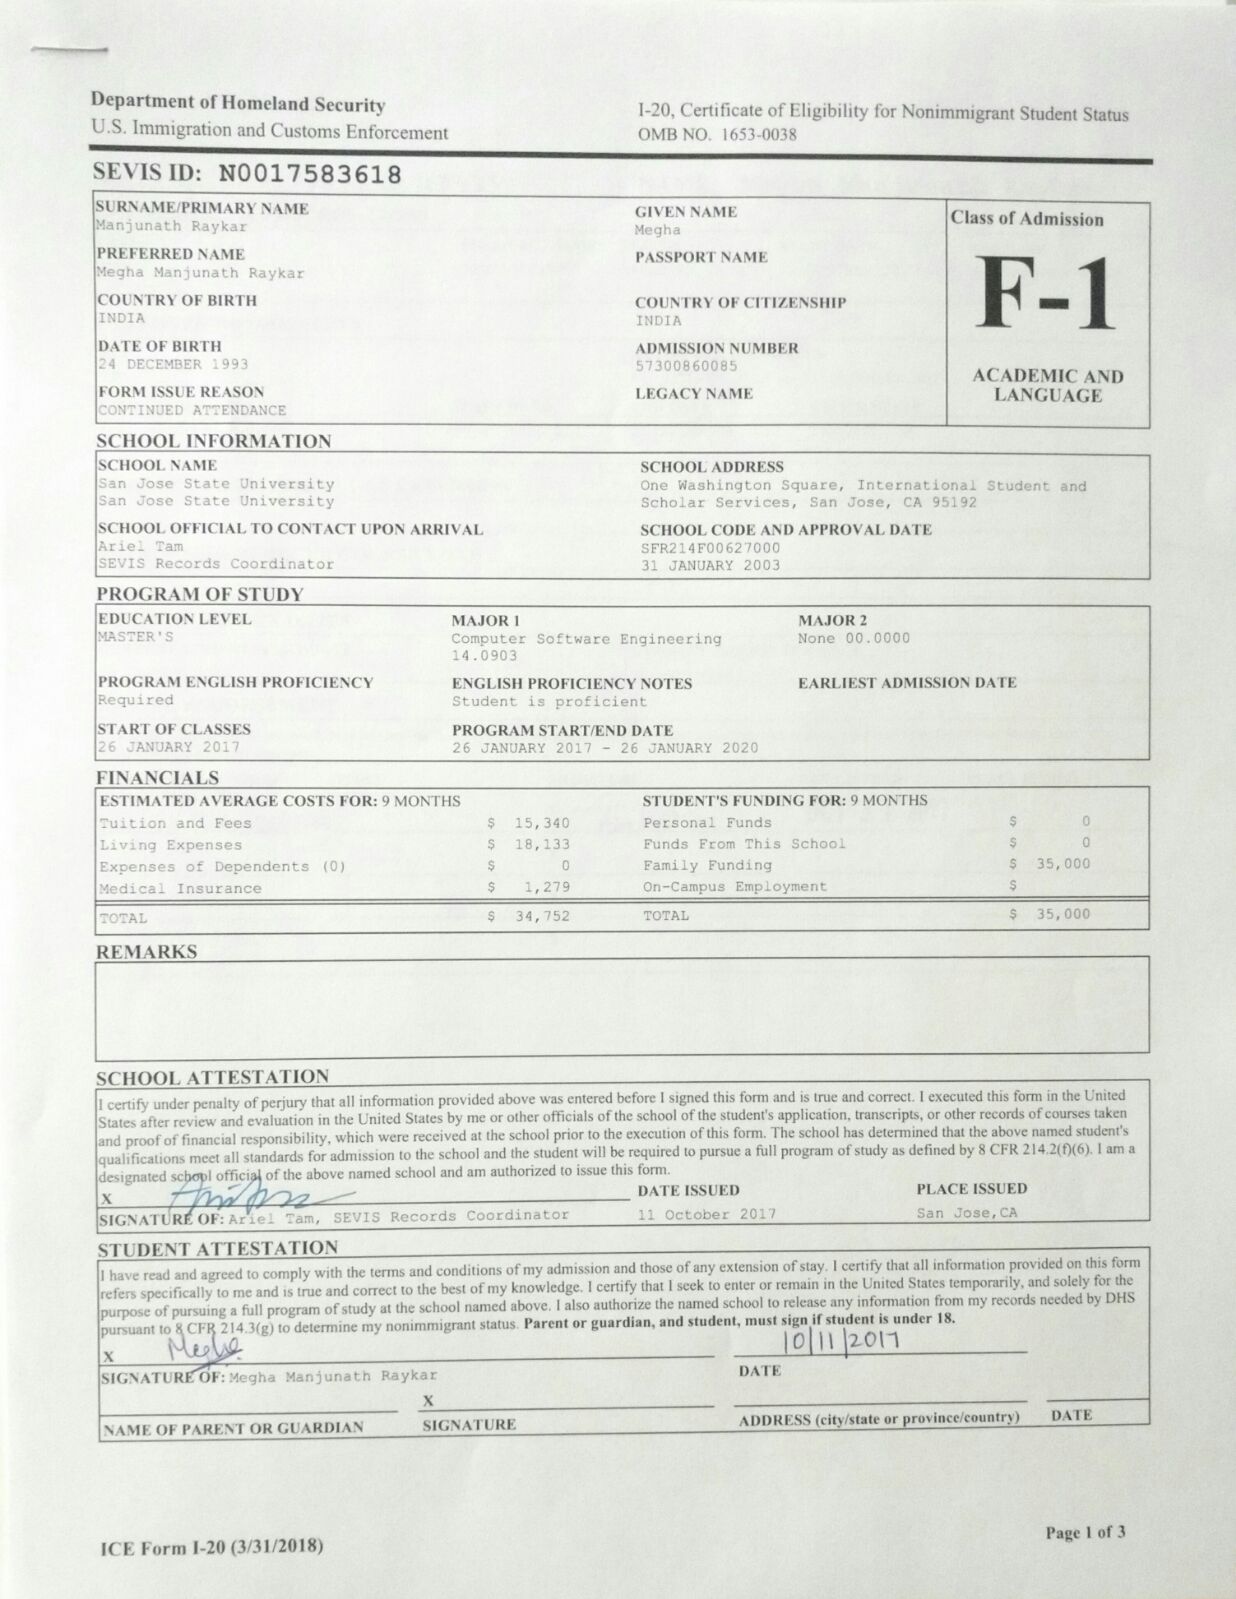 Department of Homeland Security
U.S. Immigration and Customs Enforcement
I-20, Certificate of Eligibility for Nonimmigrant Student Status
OMB NO. 1653-0038
SEVIS ID: N0017583618
SURNAME/PRIMARY NAME
Manjunath Raykar
GIVEN NAME
Megha
Class of Admission
PREFERRED NAME
Megha Manjunath Raykar
PASSPORT NAME
F-1
COUNTRY OF BIRTH
INDIA
COUNTRY OF CITIZENSHIP
INDIA
DATE OF BIRTH
24 DECEMBER 1993
ADMISSION NUMBER
57300860085
ACADEMIC AND
LANGUAGE
FORM ISSUE REASON
CONTINUED ATTENDANCE
LEGACY NAME
SCHOOL INFORMATION
SCHOOL NAME
San Jose State University
San Jose State University
SCHOOL ADDRESS
One Washington Square, International Student and
Scholar Services, San Jose, CA 95192
SCHOOL OFFICIAL TO CONTACT UPON ARRIVAL
Ariel Tam
SEVIS Records Coordinator
SCHOOL CODE AND APPROVAL DATE
SFR214F00627000
31 JANUARY 2003
PROGRAM OF STUDY
EDUCATION LEVEL
MASTER'S
MAJOR 1
Computer Software Engineering
14.0903
MAJOR 2
None 00.0000
PROGRAM ENGLISH PROFICIENCY
Required
ENGLISH PROFICIENCY NOTES
Student is proficient
EARLIEST ADMISSION DATE
START OF CLASSES
26 JANUARY 2017
PROGRAM START/END DATE
26 JANUARY 2017 - 26 JANUARY 2020
FINANCIALS
ESTIMATED AVERAGE COSTS FOR: 9 MONTHS
Tuition and Fees $ 15,340
Living Expenses $ 18,133
Expenses of Dependents (0) $ 0
Medical Insurance $ 1,279
TOTAL $ 34,752
STUDENT'S FUNDING FOR: 9 MONTHS
Personal Funds $ 0
Funds From This School $ 0
Family Funding $ 35,000
On-Campus Employment $
TOTAL $ 35,000
REMARKS
SCHOOL ATTESTATION
I certify under penalty of perjury that all information provided above was entered before I signed this form and is true and correct. I executed this form in the United
States after review and evaluation in the United States by me or other officials of the school of the student's application, transcripts, or other records of courses taken
and proof of financial responsibility, which were received at the school prior to the execution of this form. The school has determined that the above named student's
qualifications meet all standards for admission to the school and the student will be required to pursue a full program of study as defined by 8 CFR 214.2(f)(6). I am a
designated school official of the above named school and am authorized to issue this form.
X
SIGNATURE OF: Ariel Tam, SEVIS Records Coordinator
DATE ISSUED
11 October 2017
PLACE ISSUED
San Jose,CA
STUDENT ATTESTATION
I have read and agreed to comply with the terms and conditions of my admission and those of any extension of stay. I certify that all information provided on this form
refers specifically to me and is true and correct to the best of my knowledge. I certify that I seek to enter or remain in the United States temporarily, and solely for the
purpose of pursuing a full program of study at the school named above. I also authorize the named school to release any information from my records needed by DHS
pursuant to 8 CFR 214.3(g) to determine my nonimmigrant status. Parent or guardian, and student, must sign if student is under 18.
X Megha 10/11/2017
SIGNATURE OF: Megha Manjunath Raykar
DATE
X
NAME OF PARENT OR GUARDIAN
SIGNATURE
ADDRESS (city/state or province/country)
DATE
ICE Form I-20 (3/31/2018)
Page 1 of 3